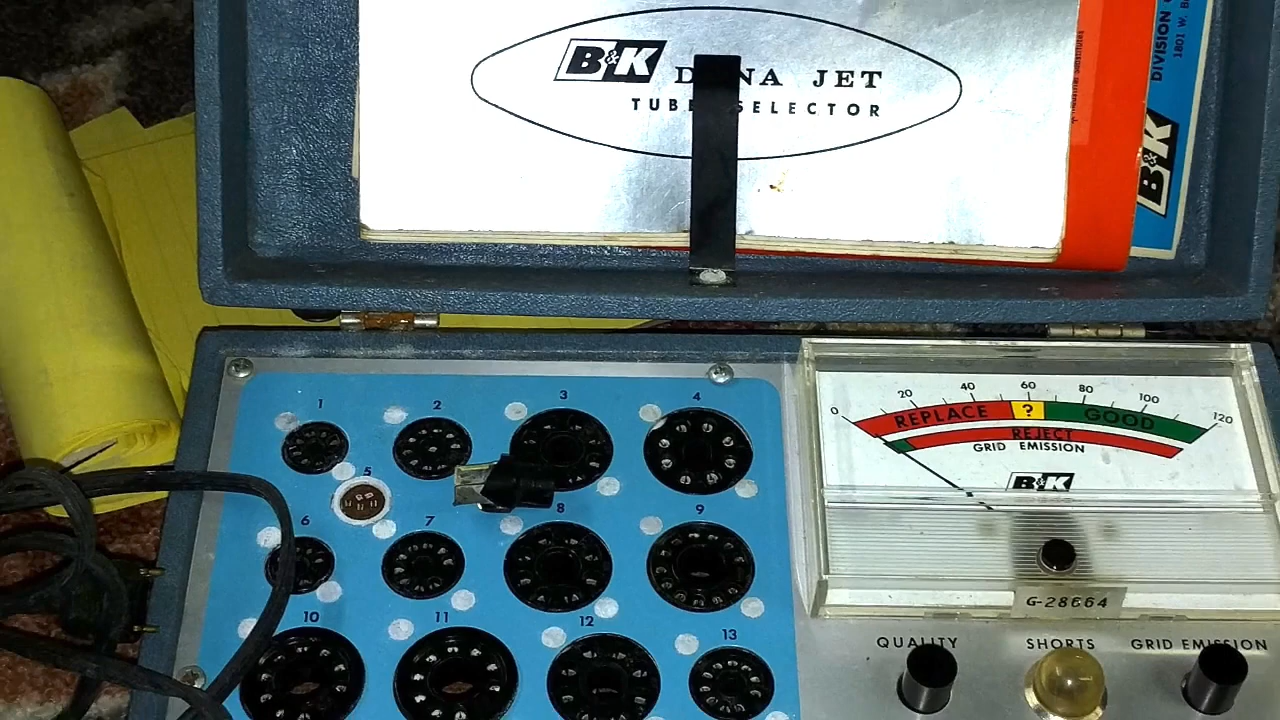 B&K DYNA JET
TUBE SELECTOR
DIVISION
1801 W.
B&K
1 2 3 4
5
6 7 8 9
10 11 12 13
0 20 40 60 80 100 120
REPLACE ? GOOD
REJECT
GRID EMISSION
B&K
G-28664
QUALITY SHORTS GRID EMISSION